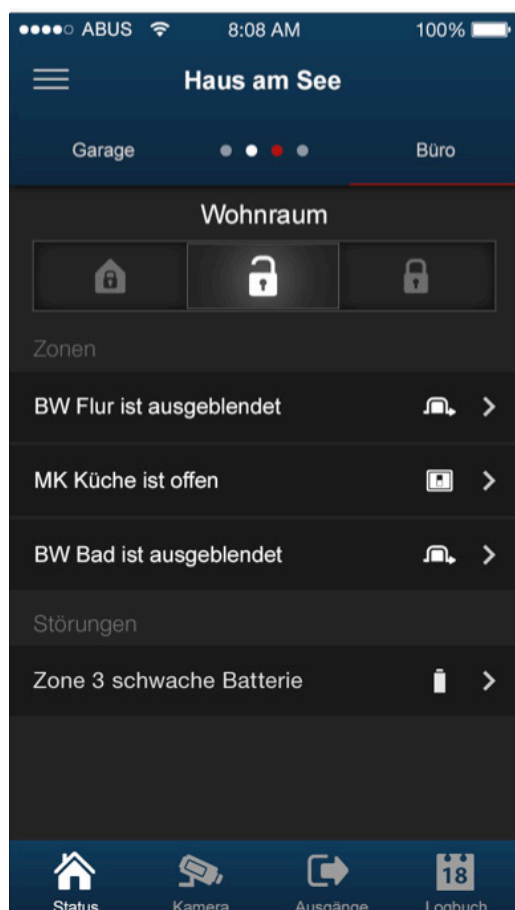 ABUS 8:08 AM 100%
Haus am See
Garage Büro
Wohnraum
Zonen
BW Flur ist ausgeblendet
MK Küche ist offen
BW Bad ist ausgeblendet
Störungen
Zone 3 schwache Batterie
18
Status Kamera Ausgänge Logbuch